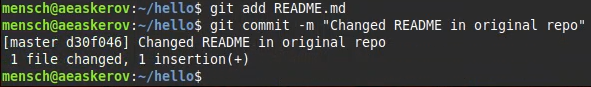 mensch@aeaskerov:~/hello$ git add README.md
mensch@aeaskerov:~/hello$ git commit -m "Changed README in original repo"
[master d30f046] Changed README in original repo
 1 file changed, 1 insertion(+)
mensch@aeaskerov:~/hello$